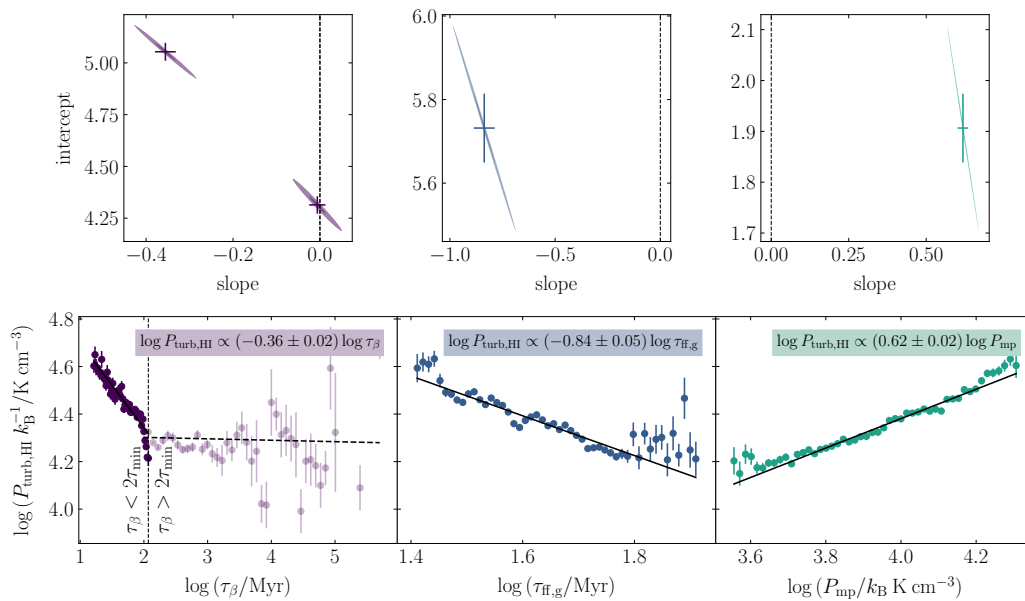 intercept
5.00
4.75
4.50
4.25
−0.4
−0.2
0.0
slope
6.0
5.8
5.6
−1.0
−0.5
0.0
slope
2.1
2.0
1.9
1.8
1.7
0.00
0.25
0.50
slope
log (P_turb,HI k_B^−1/K cm^−3)
4.8
4.6
4.4
4.2
4.0
log P_turb,HI ∝ (−0.36 ± 0.02) log τ_β
τ_β < 2τ_min
τ_β > 2τ_min
1
2
3
4
5
log (τ_β/Myr)
log P_turb,HI ∝ (−0.84 ± 0.05) log τ_ff,g
1.4
1.6
1.8
log (τ_ff,g/Myr)
log P_turb,HI ∝ (0.62 ± 0.02) log P_mp
3.6
3.8
4.0
4.2
log (P_mp/k_B K cm^−3)